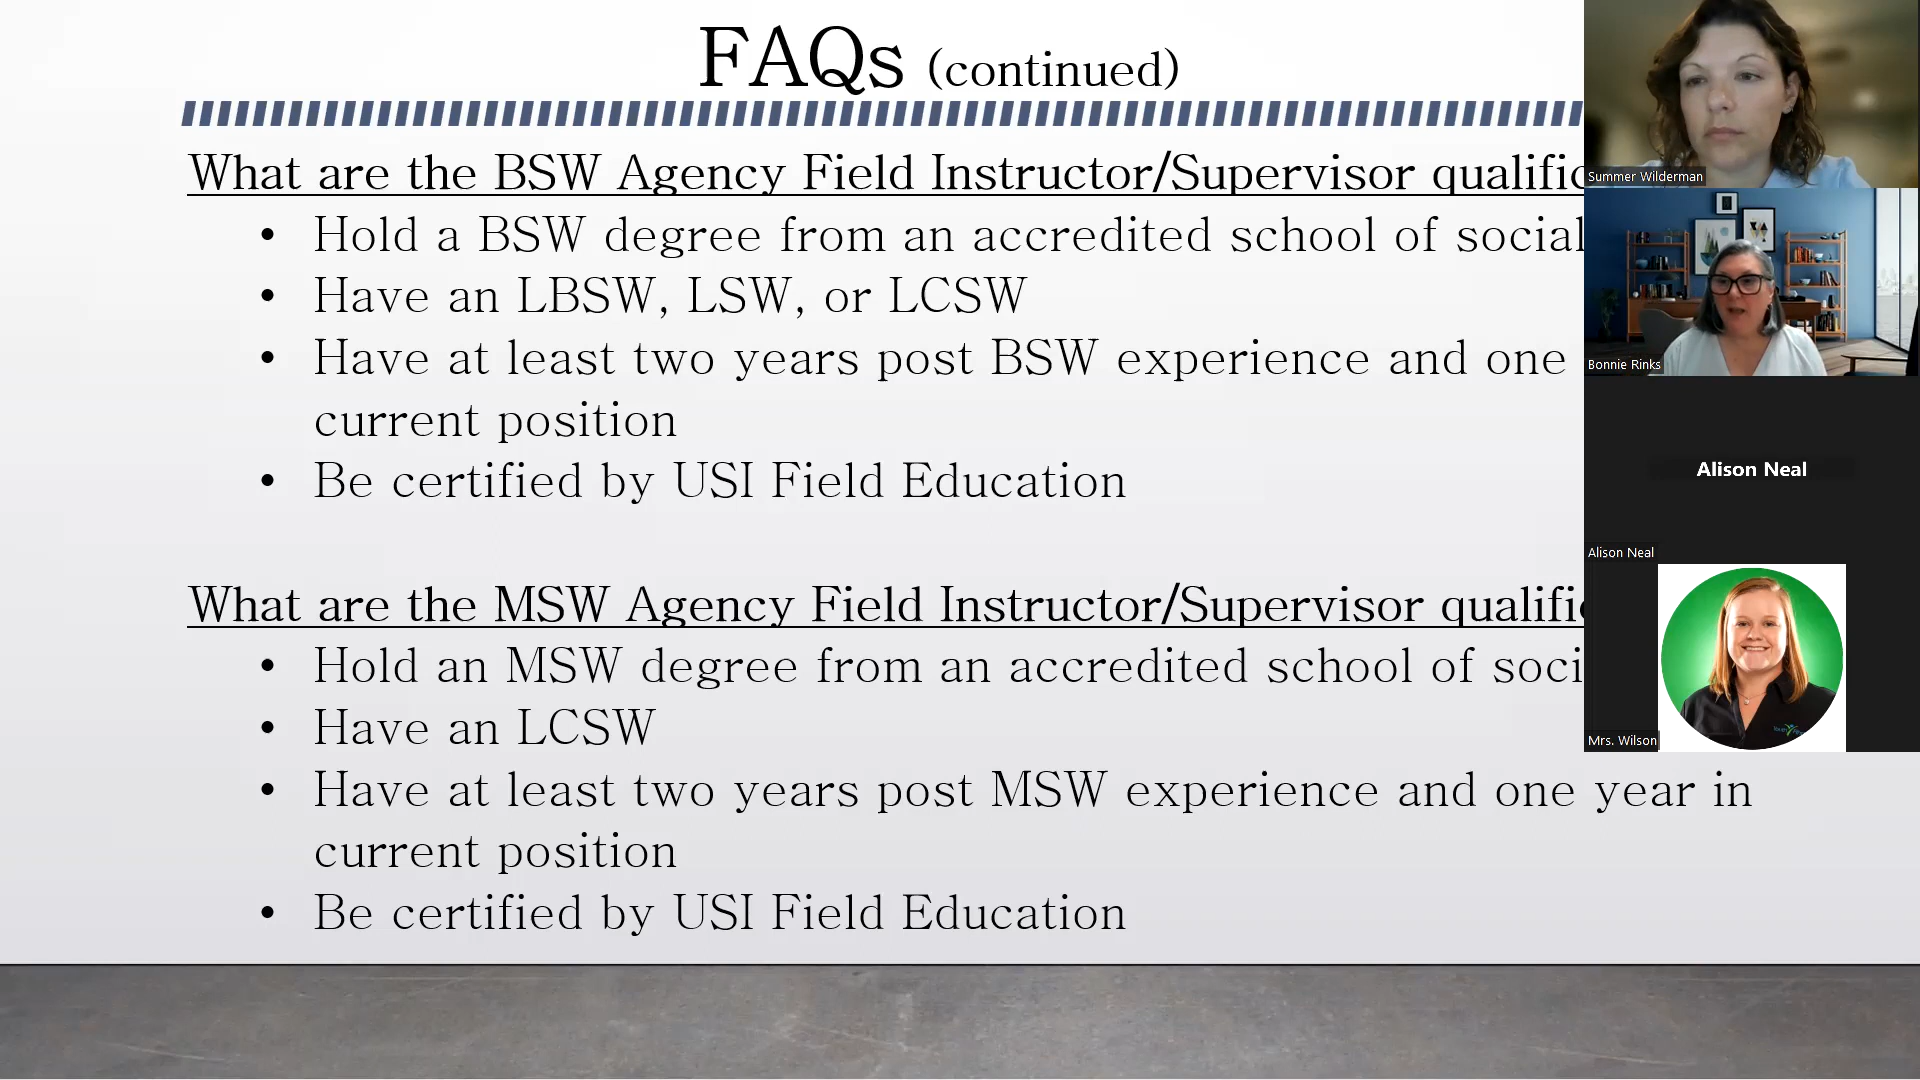 FAQs (continued)
What are the BSW Agency Field Instructor/Supervisor
• Hold a BSW degree from an accredited school of social
• Have an LBSW, LSW, or LCSW
• Have at least two years post BSW experience and one
current position
• Be certified by USI Field Education
What are the MSW Agency Field Instructor/Supervisor
• Hold an MSW degree from an accredited school of
• Have an LCSW
• Have at least two years post MSW experience and one year in
current position
• Be certified by USI Field Education
Summer Wilderman
Bonnie Rinks
Alison Neal
Alison Neal
Mrs. Wilson